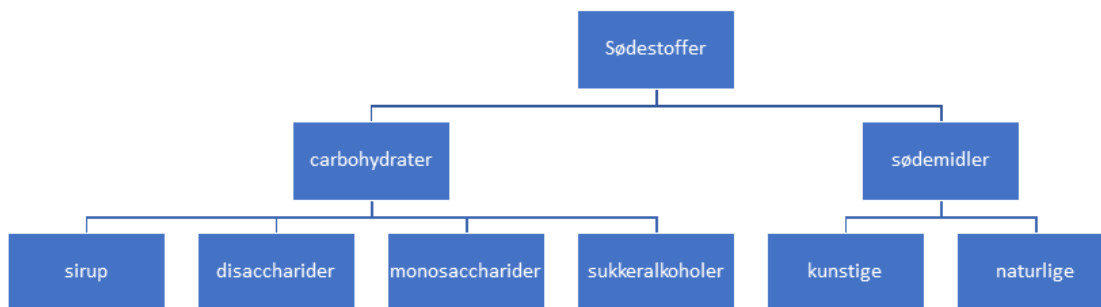 Sødestoffer
carbohydrater
sødemidler
sirup
disaccharider
monosaccharider
sukkeralkoholer
kunstige
naturlige